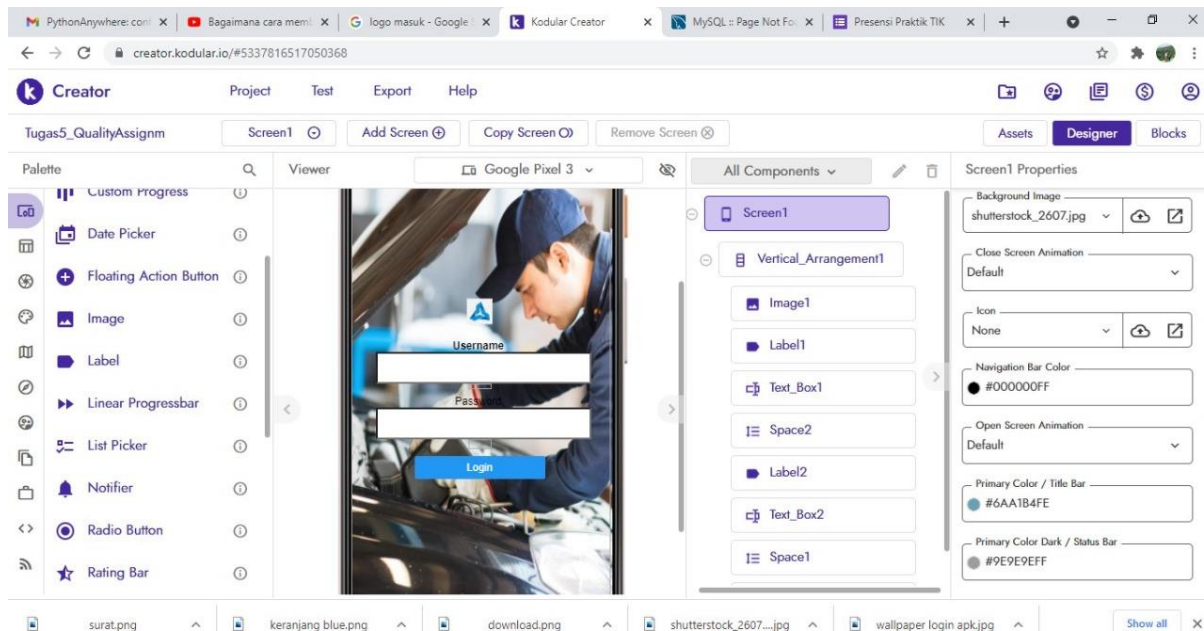 PythonAnywhere: conf
Bagaimana cara memb
logo masuk - Google
Kodular Creator
MySQL :: Page Not Fo
Presensi Praktik TIK
creator.kodular.io/#5337816517050368
Creator
Project
Test
Export
Help
Tugas5_QualityAssignm
Screen1
Add Screen
Copy Screen
Remove Screen
Assets
Designer
Blocks
Palette
Viewer
Google Pixel 3
All Components
Screen1 Properties
Custom Progress
Date Picker
Floating Action Button
Image
Label
Linear Progressbar
List Picker
Notifier
Radio Button
Rating Bar
Username
Password
Login
Screen1
Vertical_Arrangement1
Image1
Label1
Text_Box1
Space2
Label2
Text_Box2
Space1
Background Image
shutterstock_2607.jpg
Close Screen Animation
Default
Icon
None
Navigation Bar Color
#000000FF
Open Screen Animation
Default
Primary Color / Title Bar
#6AA1B4FE
Primary Color Dark / Status Bar
#9E9E9EFF
surat.png
keranjang blue.png
download.png
shutterstock_2607....jpg
wallpaper login apk.jpg
Show all